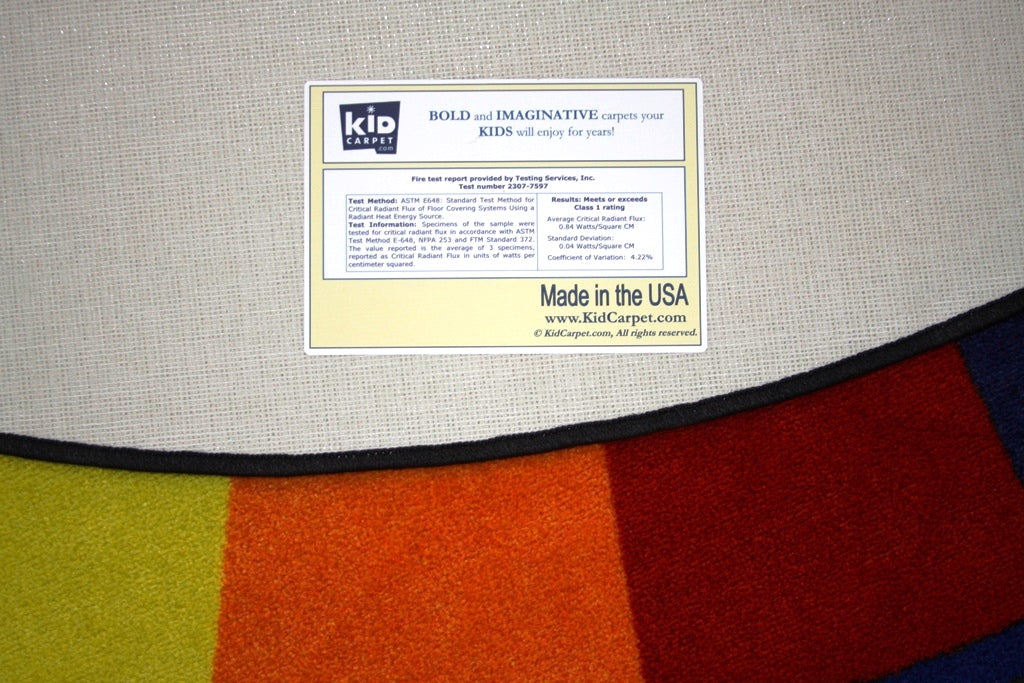 KID
CARPET
.com
BOLD and IMAGINATIVE carpets your
KIDS will enjoy for years!
Fire test report provided by Testing Services, Inc.
Test number 2307-7597
Test Method: ASTM E648: Standard Test Method for
Critical Radiant Flux of Floor Covering Systems Using a
Radiant Heat Energy Source.
Test Information: Specimens of the sample were
tested for critical radiant flux in accordance with ASTM
Test Method E-648, NFPA 253 and FTM Standard 372.
The value reported is the average of 3 specimens,
reported as Critical Radiant Flux in units of watts per
centimeter squared.
Results: Meets or exceeds
Class 1 rating
Average Critical Radiant Flux:
0.84 Watts/Square CM
Standard Deviation:
0.04 Watts/Square CM
Coefficient of Variation: 4.22%
Made in the USA
www.KidCarpet.com
© KidCarpet.com, All rights reserved.